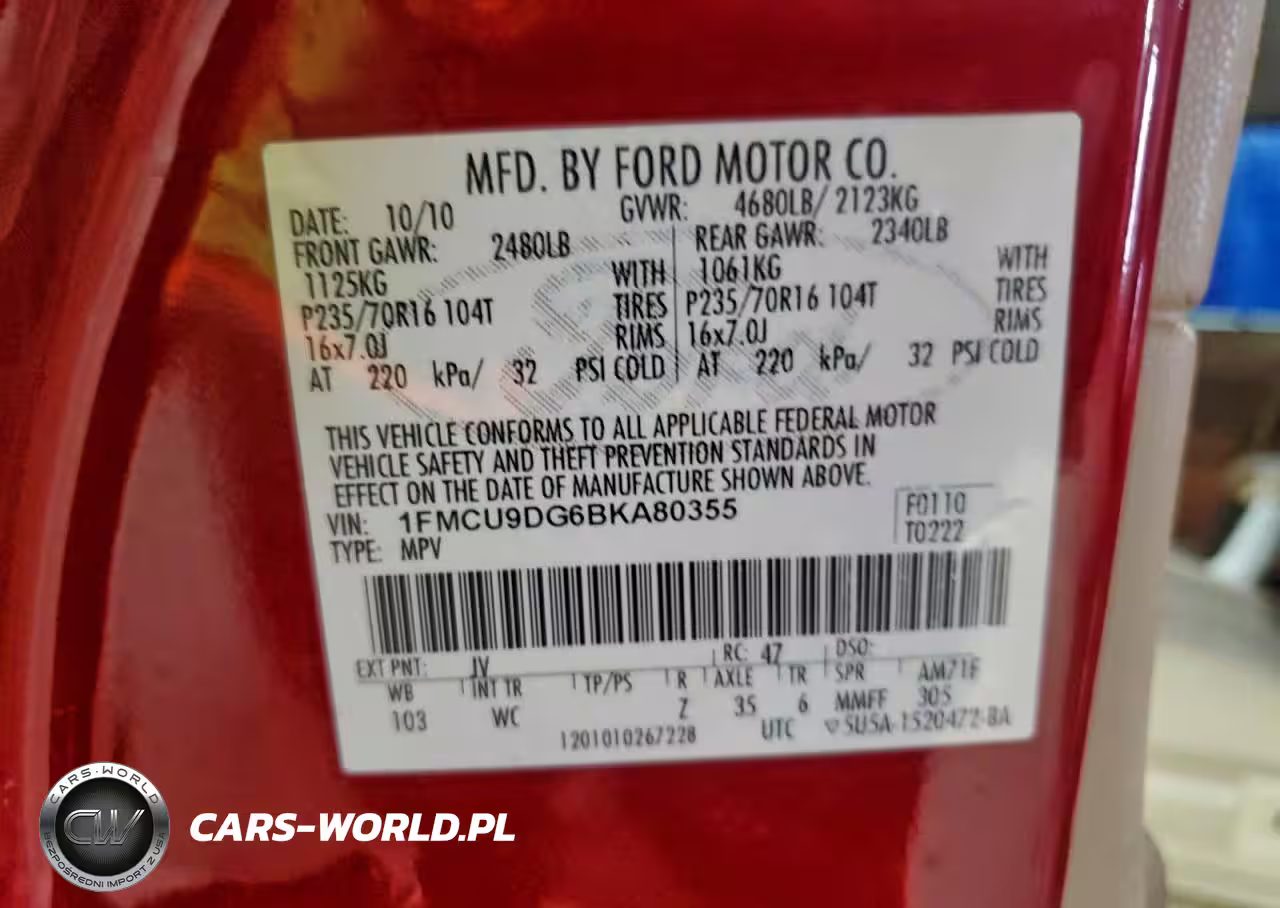 MFD. BY FORD MOTOR CO.
DATE: 10/10 GVWR: 4680LB/ 2123KG
FRONT GAWR: 2480LB REAR GAWR: 2340LB
1125KG WITH 1061KG WITH
P235/70R16 104T TIRES P235/70R16 104T TIRES
16x7.0J RIMS 16x7.0J RIMS
AT 220 kPa/ 32 PSI COLD AT 220 kPa/ 32 PSI COLD
THIS VEHICLE CONFORMS TO ALL APPLICABLE FEDERAL MOTOR
VEHICLE SAFETY AND THEFT PREVENTION STANDARDS IN
EFFECT ON THE DATE OF MANUFACTURE SHOWN ABOVE.
VIN: 1FMCU9DG6BKA80355 F0110
TYPE: MPV T0222
EXT PNT: JV RC: 47 DSO:
WB INT TR TP/PS R AXLE TR SPR AM71F
103 WC Z 35 6 MMFF 305
1201010267228 UTC SU5A-1520472-BA
CARS-WORLD
CW
BEZPOŚREDNI IMPORT Z USA
CARS-WORLD.PL